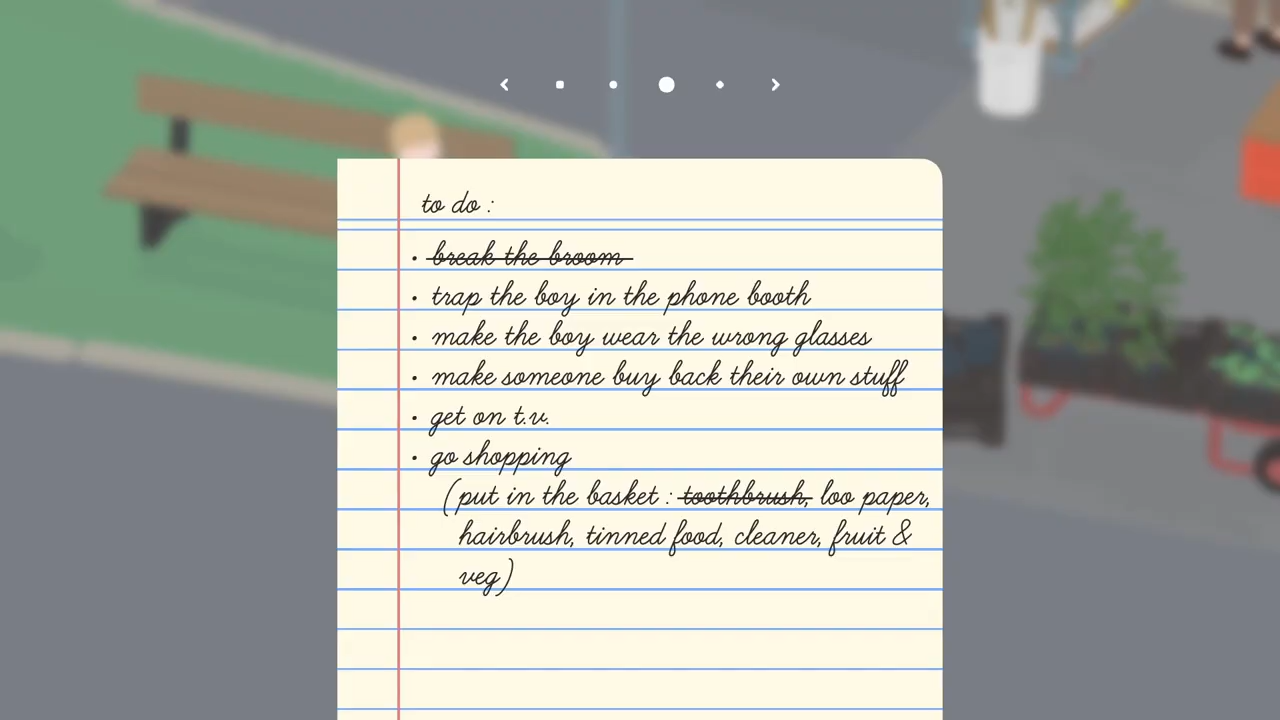 to do :
• break the broom
• trap the boy in the phone booth
• make the boy wear the wrong glasses
• make someone buy back their own stuff
• get on t.v.
• go shopping
(put in the basket : toothbrush, loo paper,
hairbrush, tinned food, cleaner, fruit &
veg)